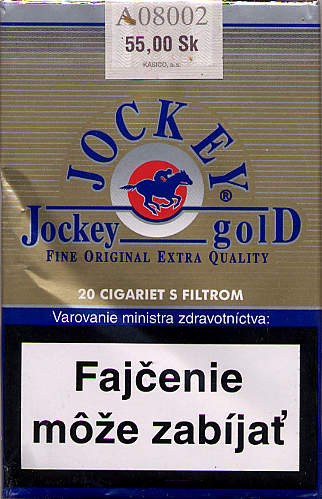 A08002
55,00 Sk
KASICO, a.s.
JOCKEY ®
Jockey golD
FINE ORIGINAL EXTRA QUALITY
20 CIGARIET S FILTROM
Varovanie ministra zdravotníctva:
Fajčenie
môže zabíjať